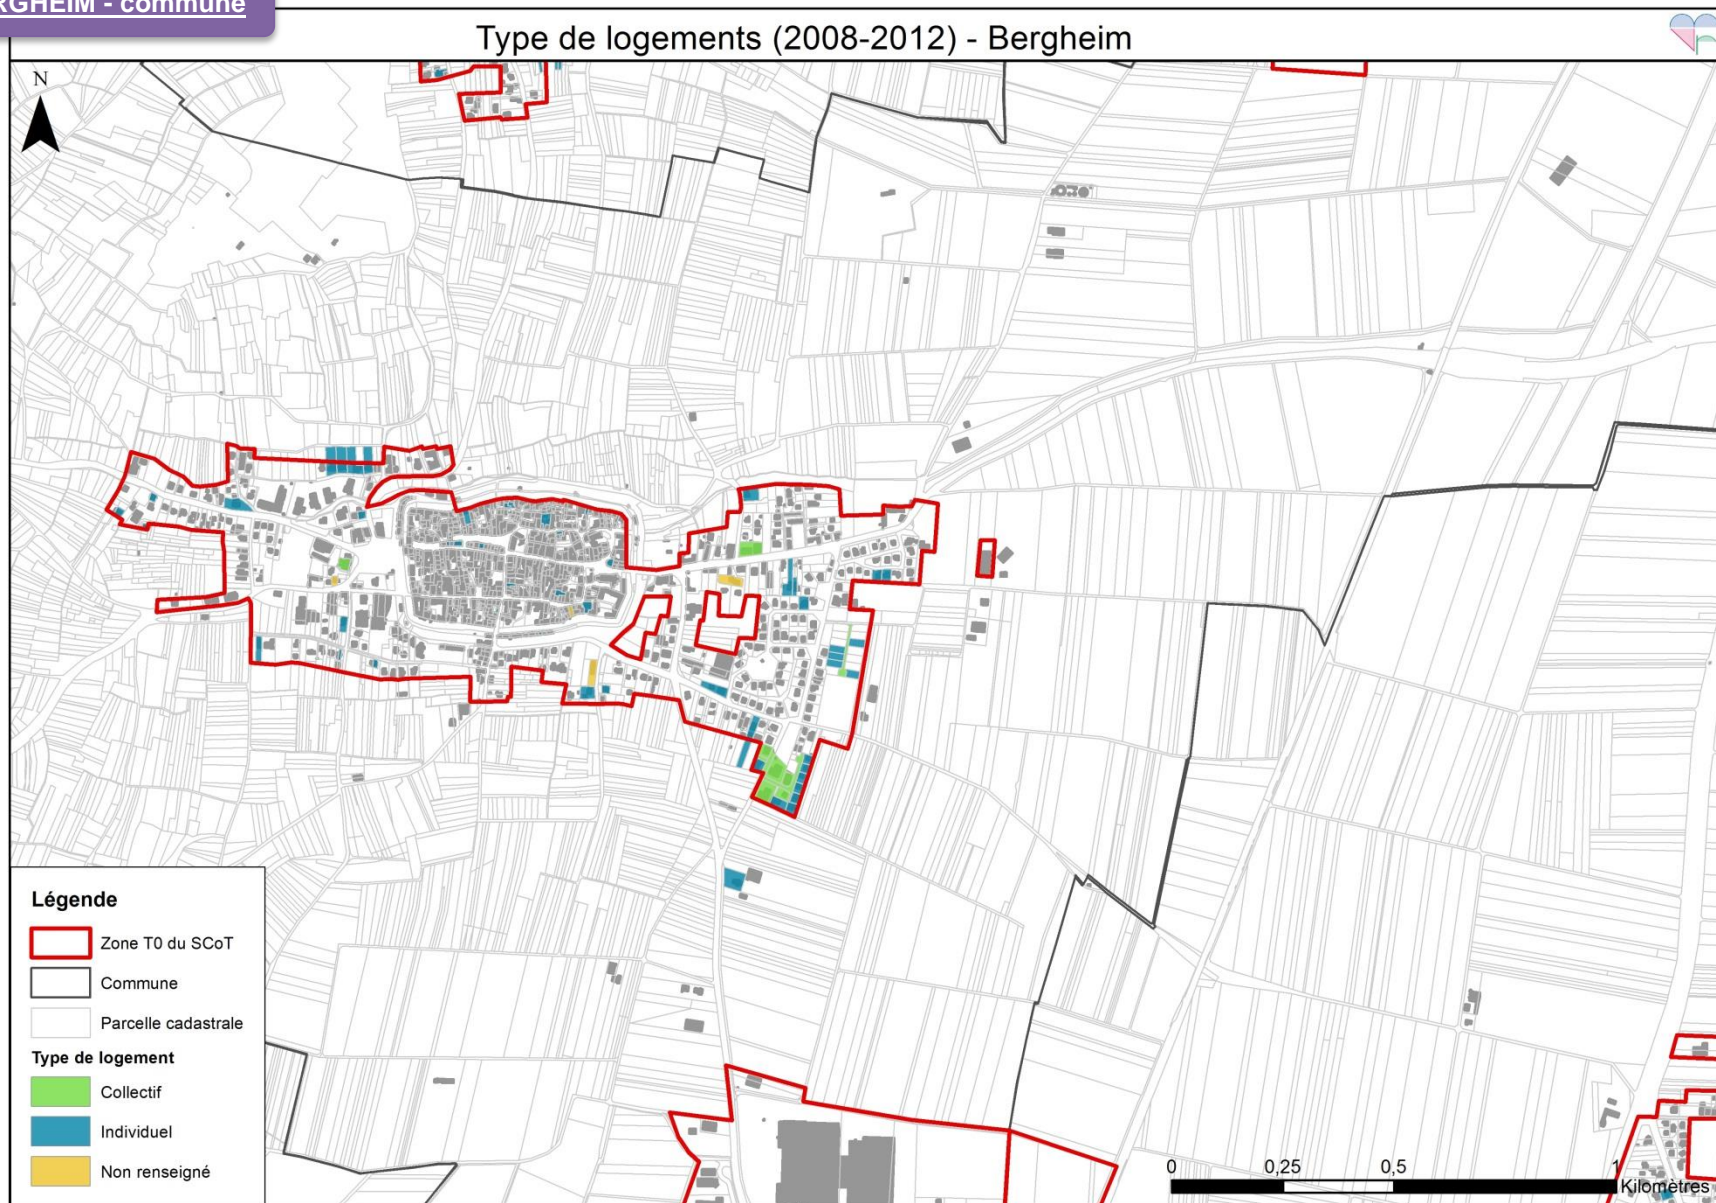 RGHEIM - commune
Type de logements (2008-2012) - Bergheim
N
Légende
Zone T0 du SCoT
Commune
Parcelle cadastrale
Type de logement
Collectif
Individuel
Non renseigné
0 0,25 0,5 1
Kilomètres